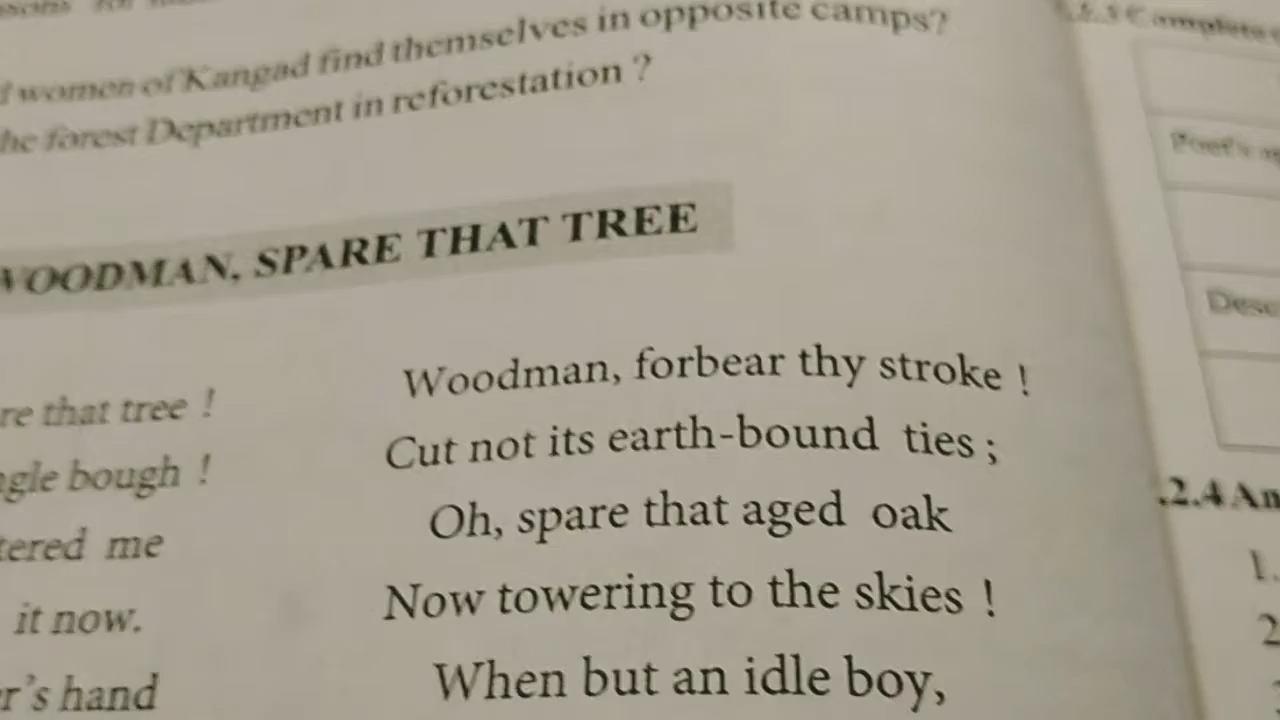 women of Kangad find themselves in opposite camps?
he forest Department in reforestation ?
WOODMAN, SPARE THAT TREE
re that tree !
gle bough !
tered me
it now.
r's hand
Woodman, forbear thy stroke !
Cut not its earth-bound ties ;
Oh, spare that aged oak
Now towering to the skies !
When but an idle boy,
Complete
Poet's
Desc
.2.4 An
1.
2